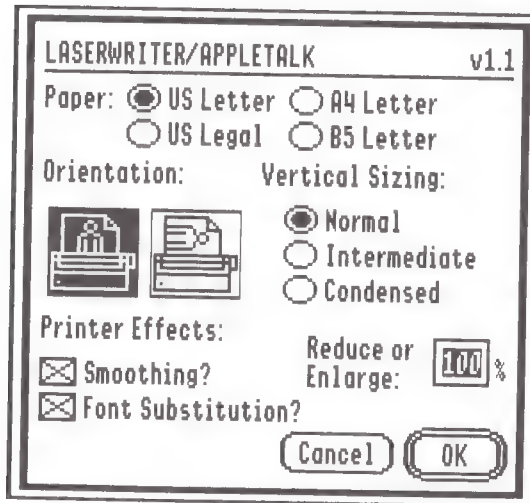 LASERWRITER/APPLETALK v1.1
Paper: US Letter A4 Letter
US Legal B5 Letter
Orientation: Vertical Sizing:
Normal
Intermediate
Condensed
Printer Effects:
Reduce or
Enlarge: 100 %
Smoothing?
Font Substitution?
Cancel OK